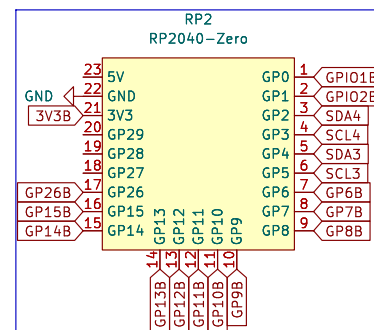 RP2
RP2040-Zero
23 5V GP0 1 GPIO1B
GND 22 GND GP1 2 GPIO2B
3V3B 21 3V3 GP2 3 SDA4
20 GP29 GP3 4 SCL4
19 GP28 GP4 5 SDA3
18 GP27 GP5 6 SCL3
GP26B 17 GP26 GP6 7 GP6B
GP15B 16 GP15 GP7 8 GP7B
GP14B 15 GP14 GP8 9 GP8B
GP13 GP12 GP11 GP10 GP9
14 13 12 11 10
GP13B GP12B GP11B GP10B GP9B